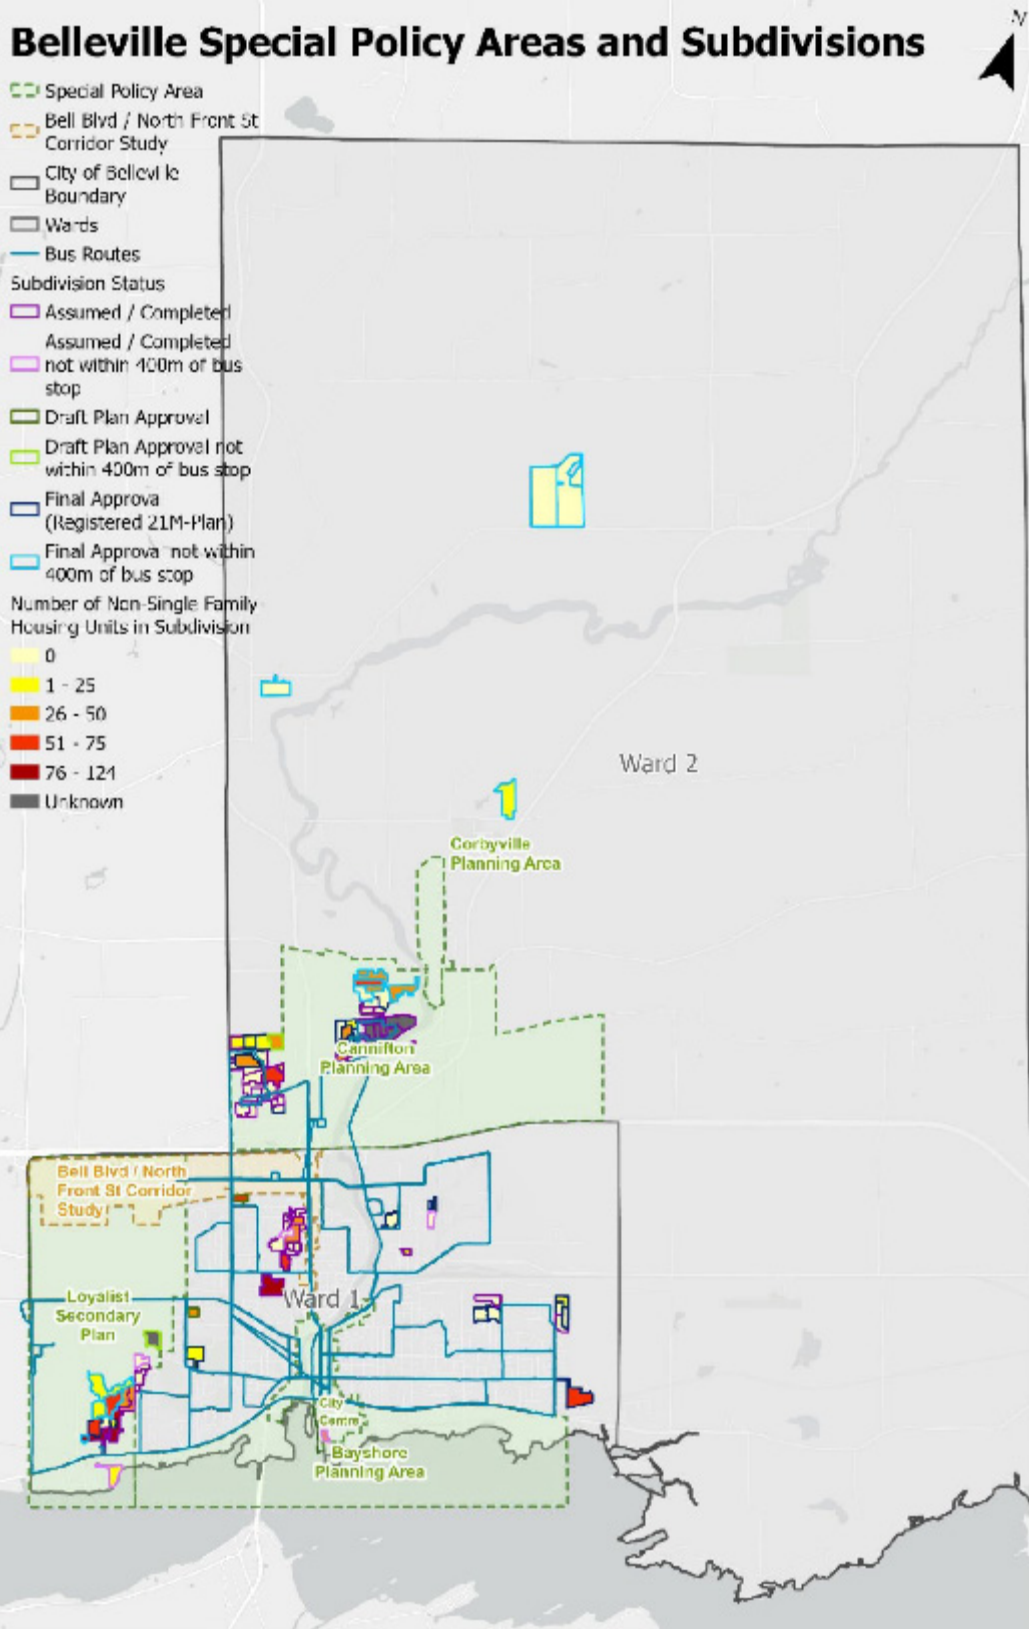 Belleville Special Policy Areas and Subdivisions
N
Special Policy Area
Bell Blvd / North Front St
Corridor Study
City of Belleville
Boundary
Wards
Bus Routes
Subdivision Status
Assumed / Completed
Assumed / Completed
not within 400m of bus
stop
Draft Plan Approval
Draft Plan Approval not
within 400m of bus stop
Final Approva
(Registered 21M-Plan)
Final Approva not within
400m of bus stop
Number of Non-Single Family
Housing Units in Subdivision
0
1 - 25
26 - 50
51 - 75
76 - 124
Unknown
Ward 2
Corbyville
Planning Area
Cannifton
Planning Area
Bell Blvd / North
Front St Corridor
Study
Ward 1
Loyalist
Secondary
Plan
City
Centre
Bayshore
Planning Area